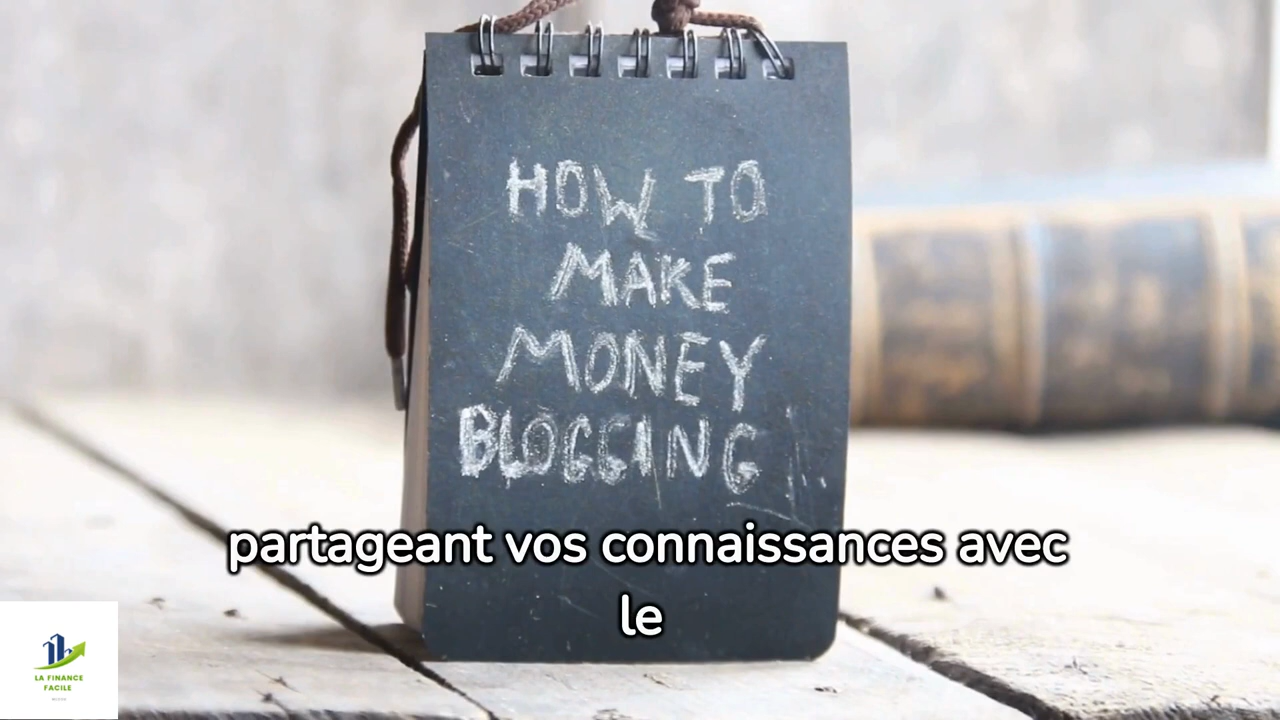 HOW TO
MAKE
MONEY
BLOGGING
partageant vos connaissances avec
le
LA FINANCE
FACILE